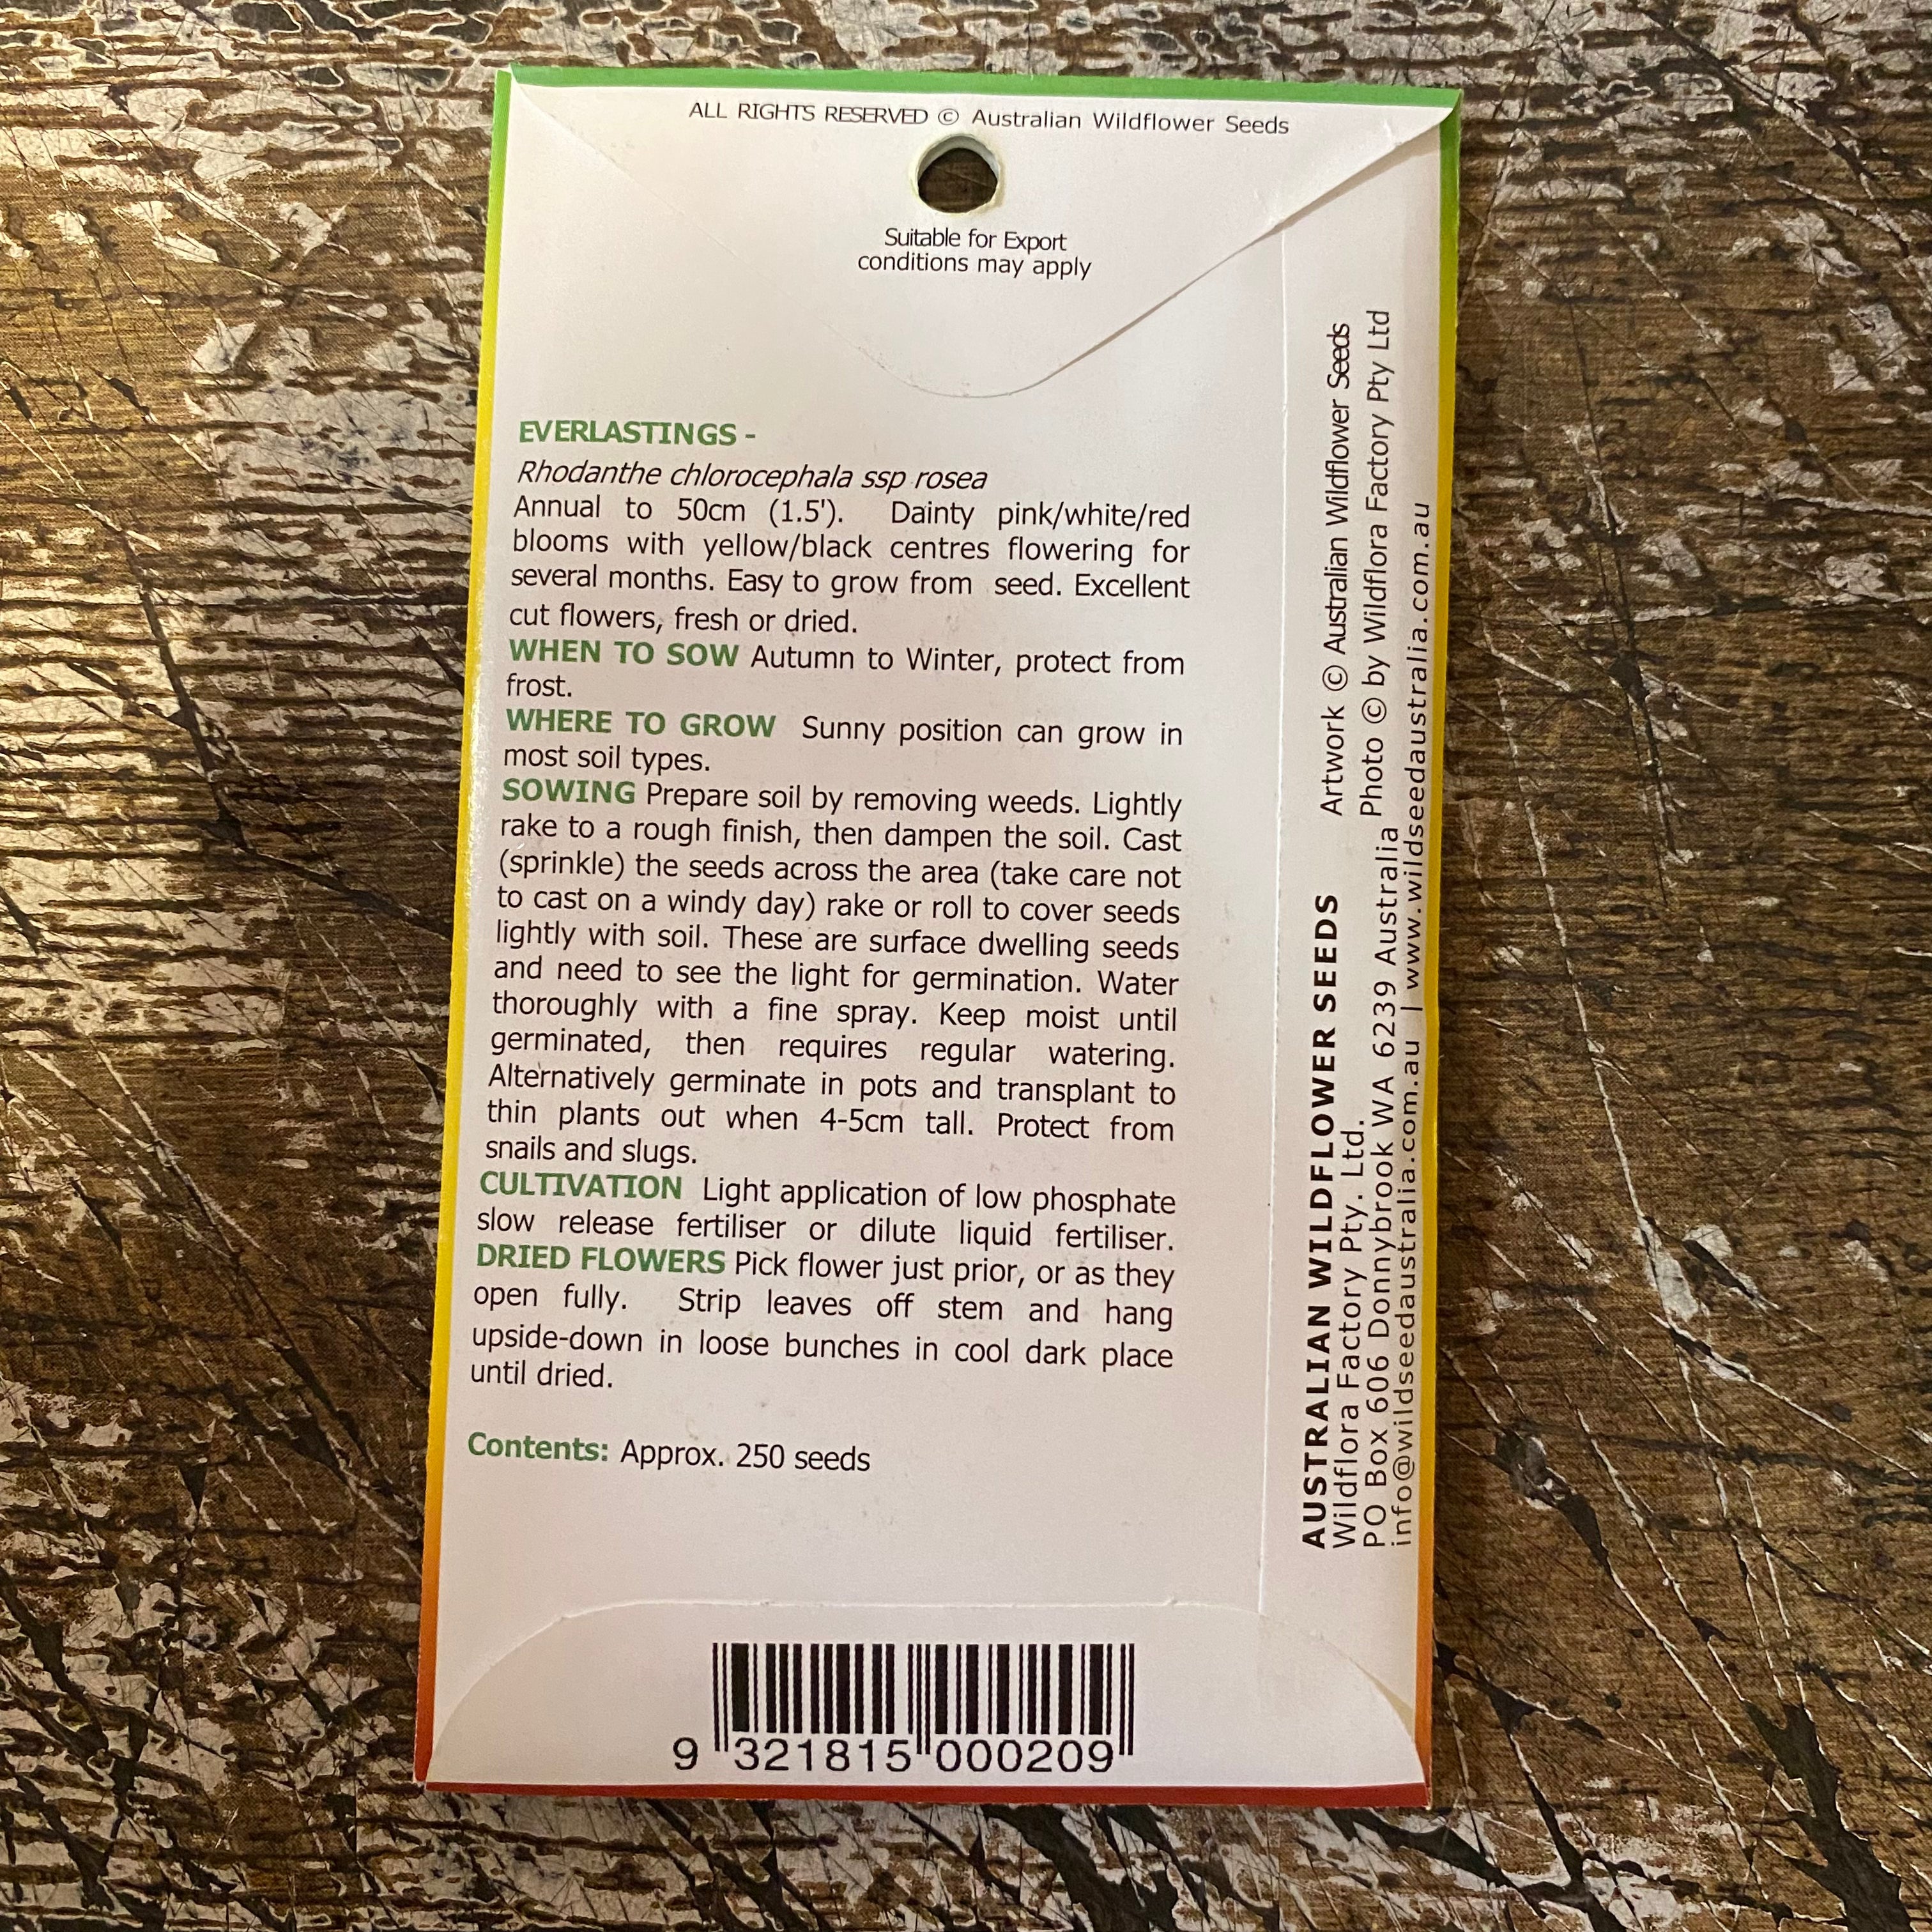 ALL RIGHTS RESERVED © Australian Wildflower Seeds
Suitable for Export
conditions may apply
EVERLASTINGS -
Rhodanthe chlorocephala ssp rosea
Annual to 50cm (1.5'). Dainty pink/white/red
blooms with yellow/black centres flowering for
several months. Easy to grow from seed. Excellent
cut flowers, fresh or dried.
WHEN TO SOW Autumn to Winter, protect from
frost.
WHERE TO GROW Sunny position can grow in
most soil types.
SOWING Prepare soil by removing weeds. Lightly
rake to a rough finish, then dampen the soil. Cast
(sprinkle) the seeds across the area (take care not
to cast on a windy day) rake or roll to cover seeds
lightly with soil. These are surface dwelling seeds
and need to see the light for germination. Water
thoroughly with a fine spray. Keep moist until
germinated, then requires regular watering.
Alternatively germinate in pots and transplant to
thin plants out when 4-5cm tall. Protect from
snails and slugs.
CULTIVATION Light application of low phosphate
slow release fertiliser or dilute liquid fertiliser.
DRIED FLOWERS Pick flower just prior, or as they
open fully. Strip leaves off stem and hang
upside-down in loose bunches in cool dark place
until dried.
Contents: Approx. 250 seeds
9 321815 000209
AUSTRALIAN WILDFLOWER SEEDS
Wildflora Factory Pty. Ltd.
PO Box 606 Donnybrook WA 6239 Australia
info@wildseedaustralia.com.au | www.wildseedaustralia.com.au
Artwork © Australian Wildflower Seeds
Photo © by Wildflora Factory Pty Ltd